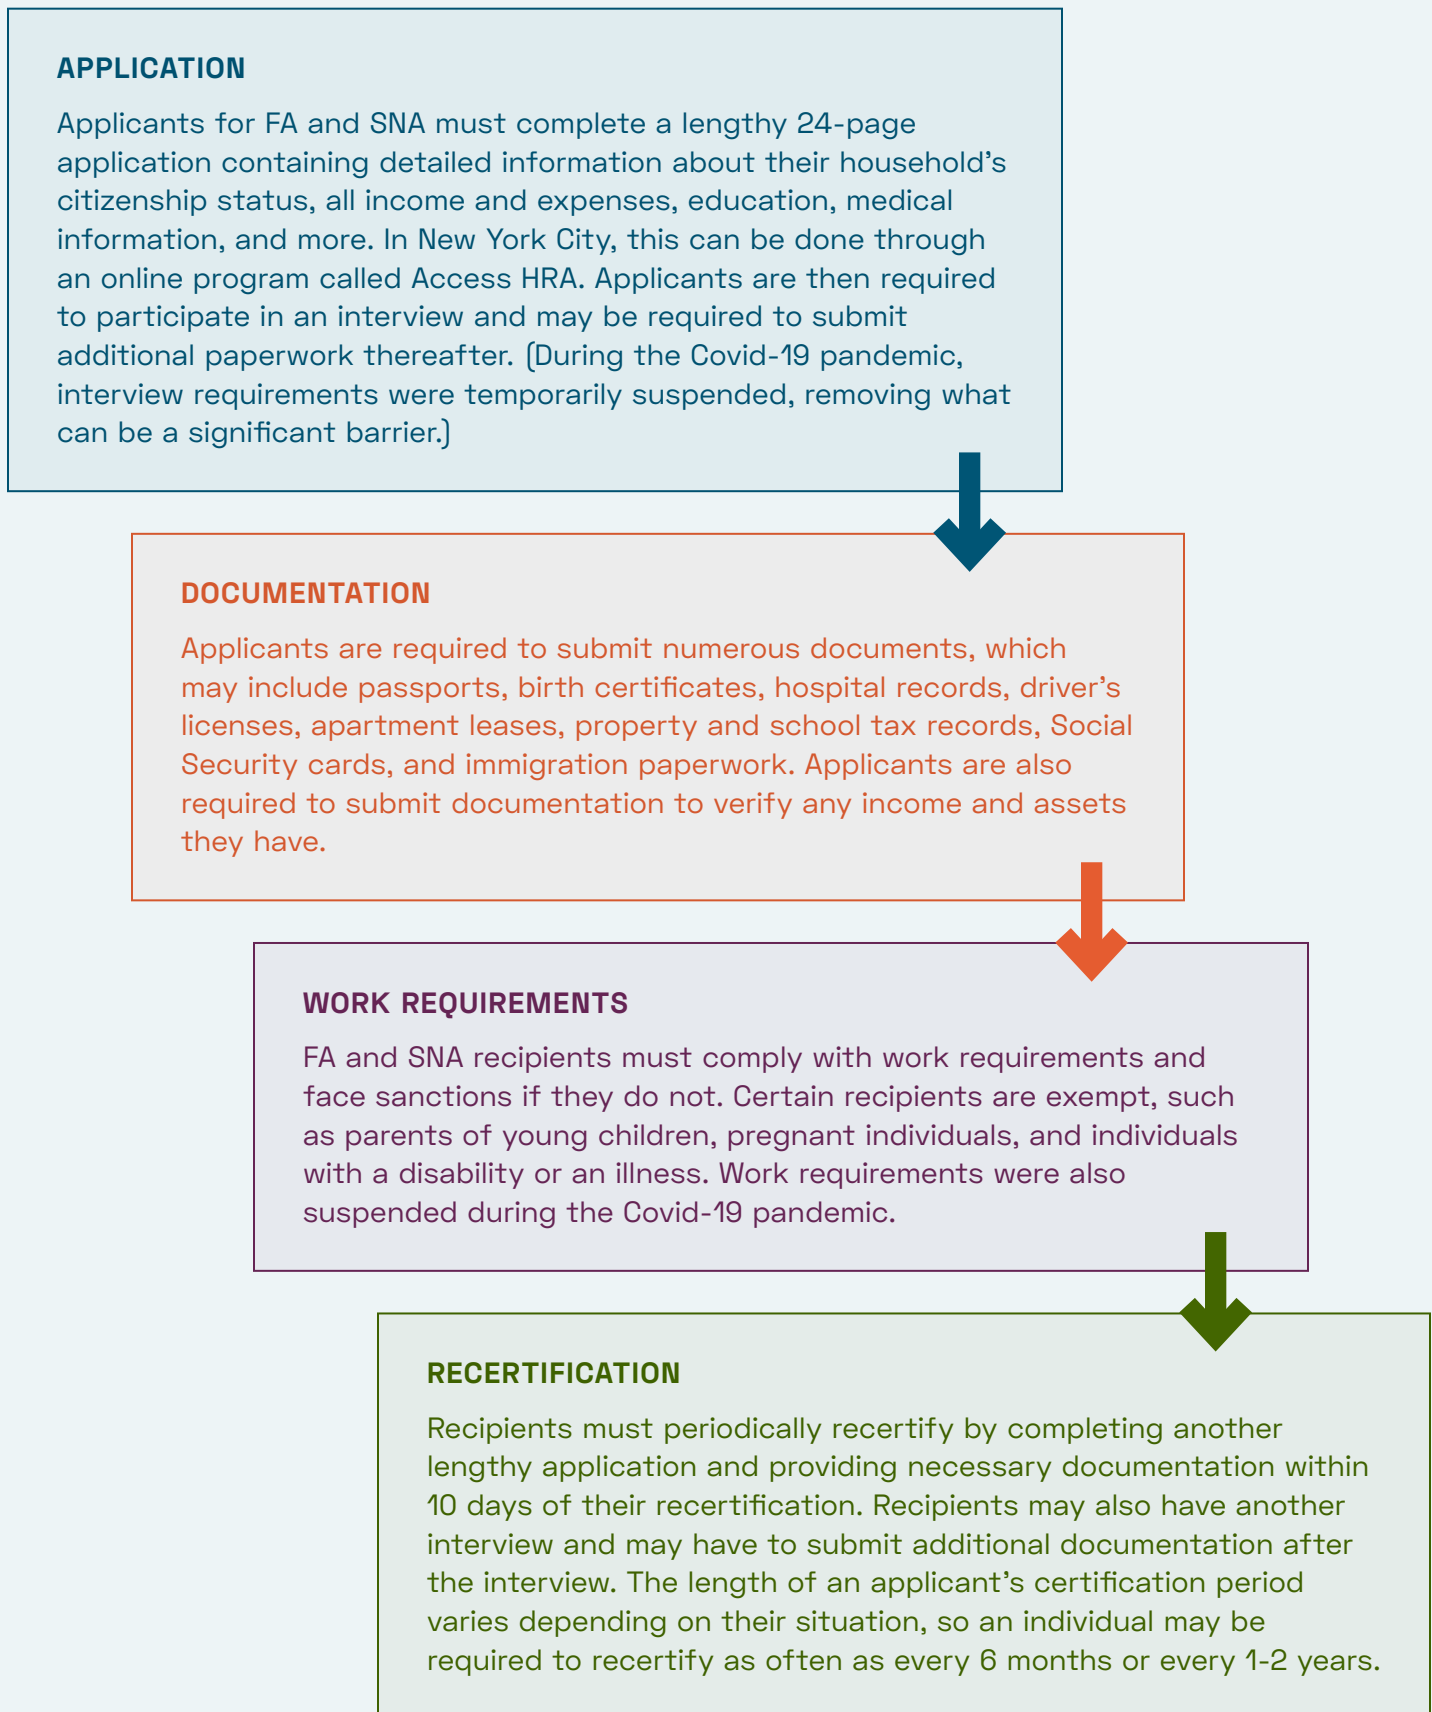 APPLICATION
Applicants for FA and SNA must complete a lengthy 24-page
application containing detailed information about their household’s
citizenship status, all income and expenses, education, medical
information, and more. In New York City, this can be done through
an online program called Access HRA. Applicants are then required
to participate in an interview and may be required to submit
additional paperwork thereafter. (During the Covid-19 pandemic,
interview requirements were temporarily suspended, removing what
can be a significant barrier.)
DOCUMENTATION
Applicants are required to submit numerous documents, which
may include passports, birth certificates, hospital records, driver’s
licenses, apartment leases, property and school tax records, Social
Security cards, and immigration paperwork. Applicants are also
required to submit documentation to verify any income and assets
they have.
WORK REQUIREMENTS
FA and SNA recipients must comply with work requirements and
face sanctions if they do not. Certain recipients are exempt, such
as parents of young children, pregnant individuals, and individuals
with a disability or an illness. Work requirements were also
suspended during the Covid-19 pandemic.
RECERTIFICATION
Recipients must periodically recertify by completing another
lengthy application and providing necessary documentation within
10 days of their recertification. Recipients may also have another
interview and may have to submit additional documentation after
the interview. The length of an applicant’s certification period
varies depending on their situation, so an individual may be
required to recertify as often as every 6 months or every 1-2 years.